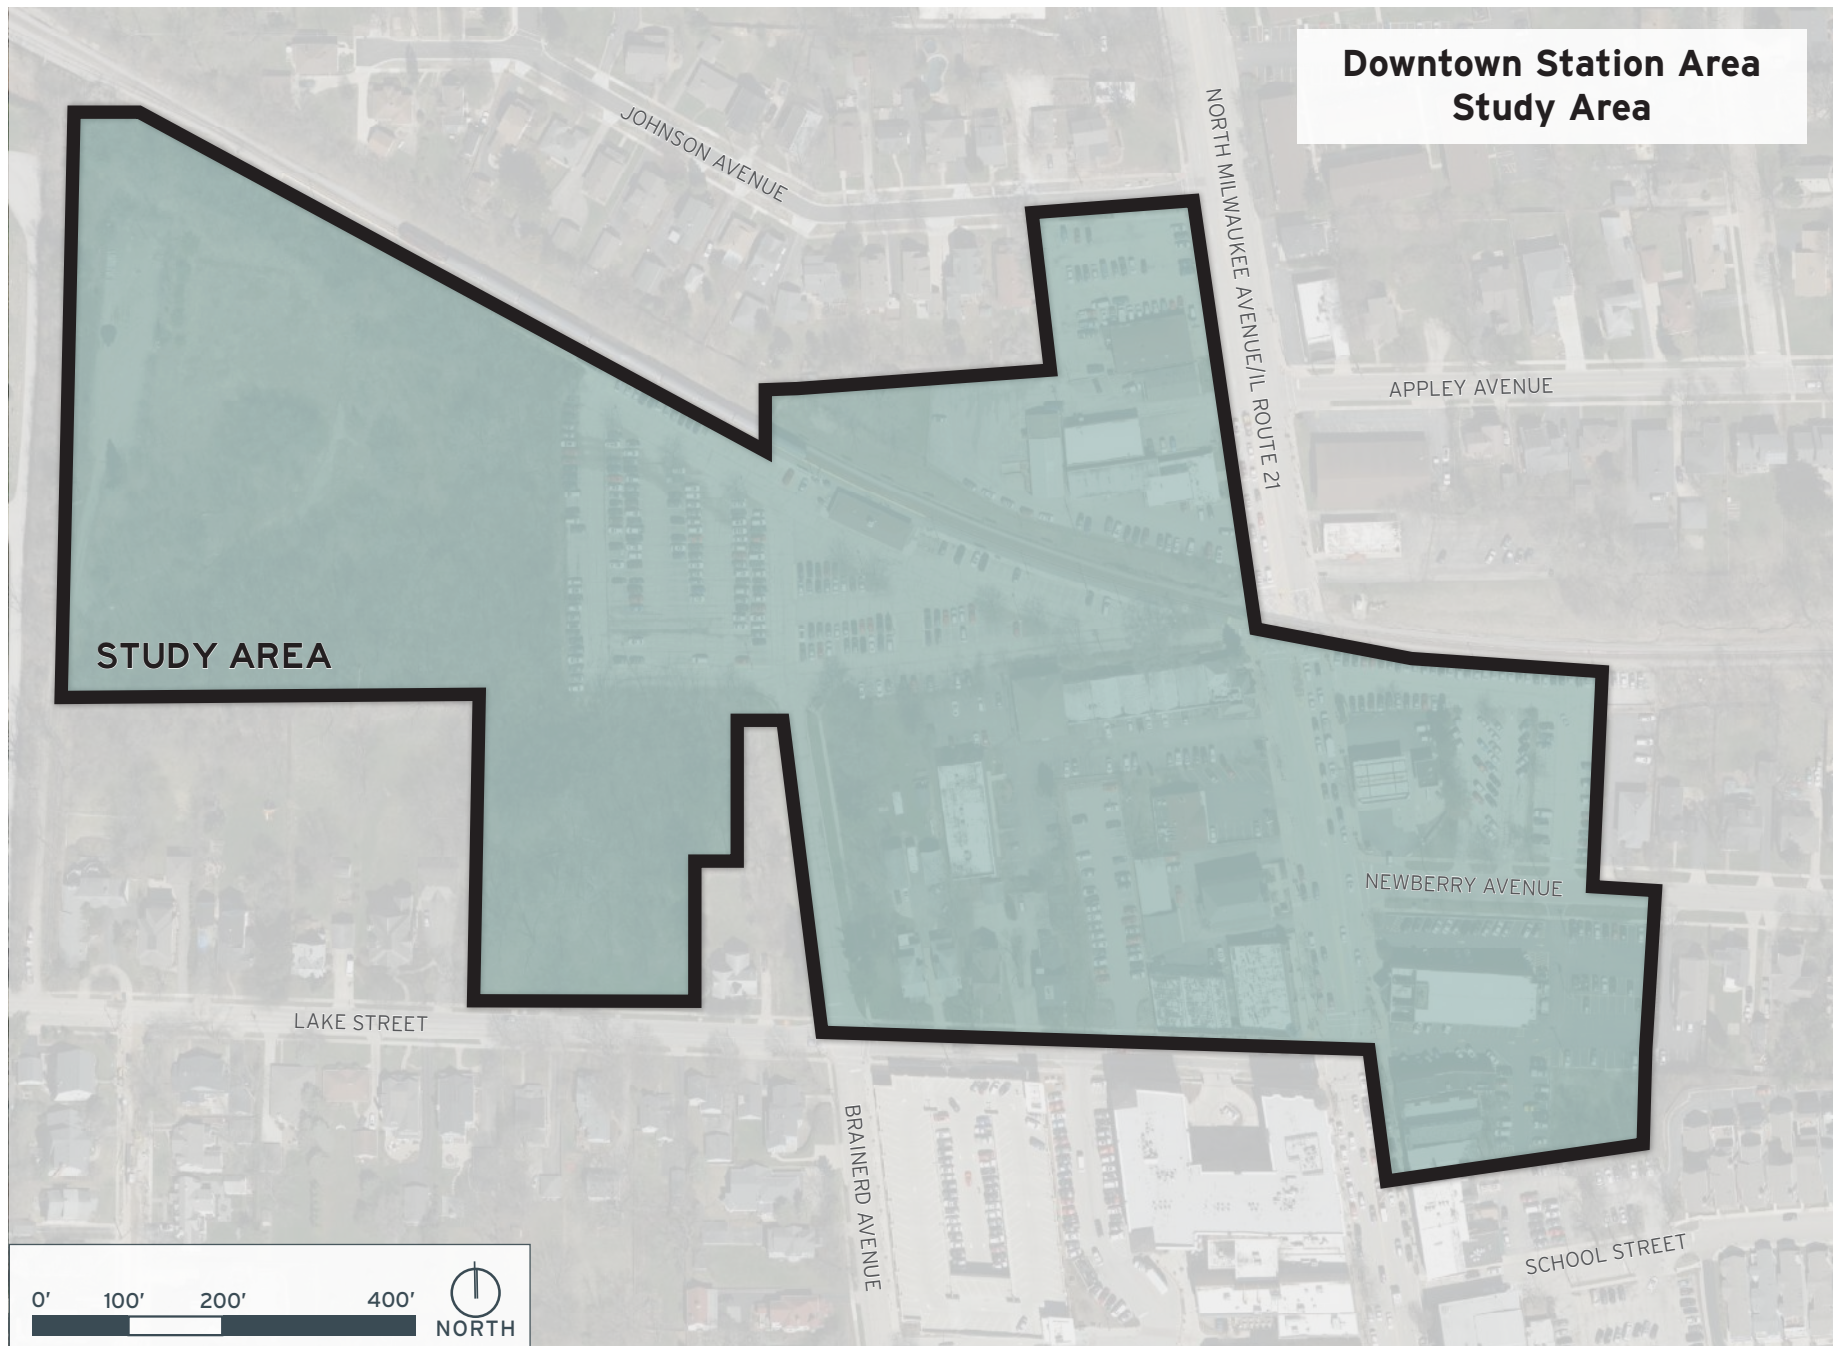 Downtown Station Area
Study Area
JOHNSON AVENUE
NORTH MILWAUKEE AVENUE/IL ROUTE 21
APPLEY AVENUE
STUDY AREA
NEWBERRY AVENUE
LAKE STREET
BRAINERD AVENUE
SCHOOL STREET
0' 100' 200' 400'
NORTH